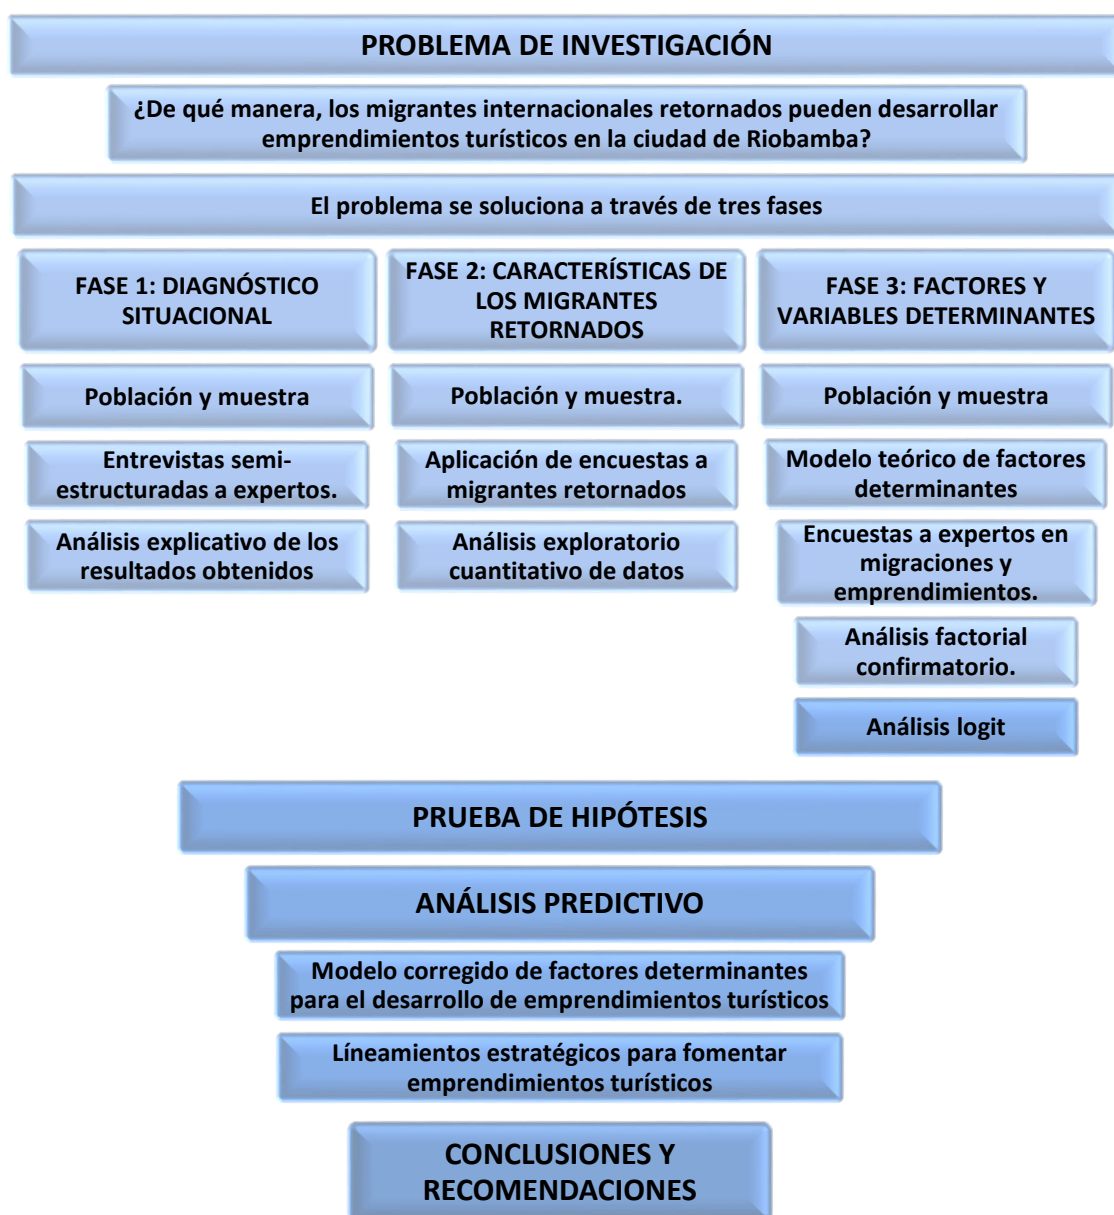 PROBLEMA DE INVESTIGACIÓN
¿De qué manera, los migrantes internacionales retornados pueden desarrollar
emprendimientos turísticos en la ciudad de Riobamba?
El problema se soluciona a través de tres fases
FASE 1: DIAGNÓSTICO
SITUACIONAL
Población y muestra
Entrevistas semi-
estructuradas a expertos.
Análisis explicativo de los
resultados obtenidos
FASE 2: CARACTERÍSTICAS DE
LOS MIGRANTES
RETORNADOS
Población y muestra.
Aplicación de encuestas a
migrantes retornados
Análisis exploratorio
cuantitativo de datos
FASE 3: FACTORES Y
VARIABLES DETERMINANTES
Población y muestra
Modelo teórico de factores
determinantes
Encuestas a expertos en
migraciones y
emprendimientos.
Análisis factorial
confirmatorio.
Análisis logit
PRUEBA DE HIPÓTESIS
ANÁLISIS PREDICTIVO
Modelo corregido de factores determinantes
para el desarrollo de emprendimientos turísticos
Líneamientos estratégicos para fomentar
emprendimientos turísticos
CONCLUSIONES Y
RECOMENDACIONES